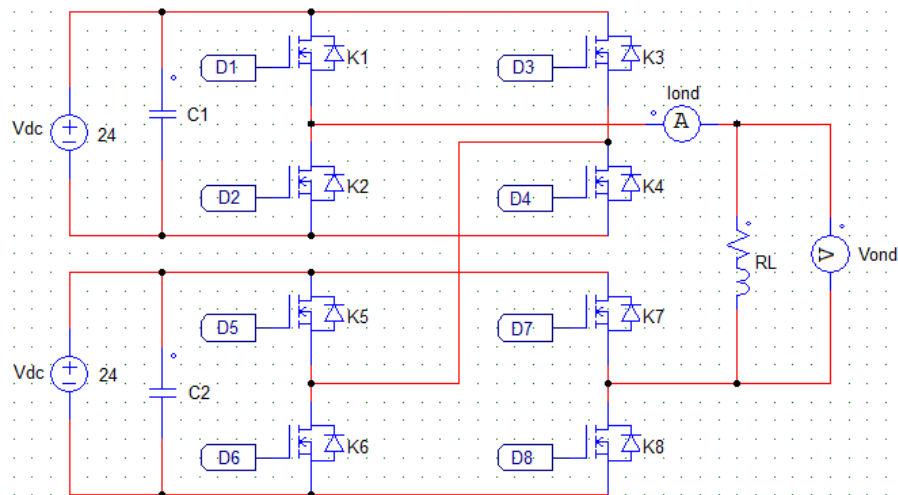 D1
K1
D3
K3
Iond
A
Vdc
24
C1
D2
K2
D4
K4
RL
V
Vond
D5
K5
D7
K7
Vdc
24
C2
D6
K6
D8
K8